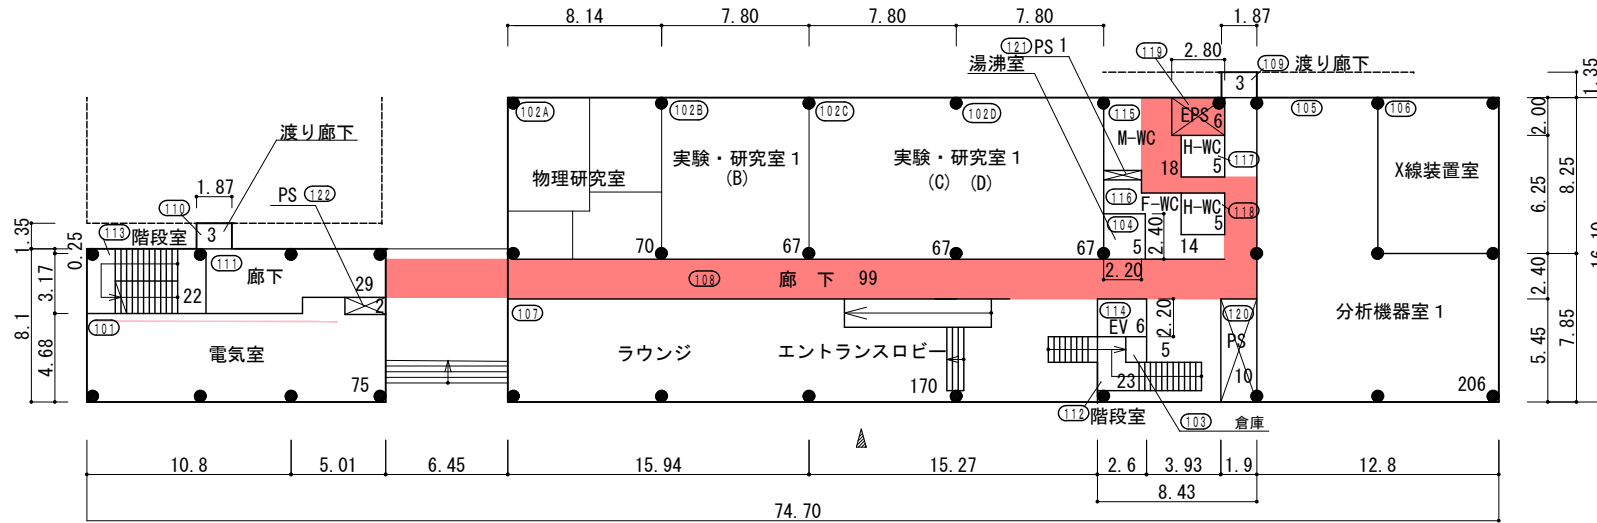 8.14
7.80
7.80
7.80
1.87
121 PS 1
湯沸室
119
2.80
109 渡り廊下
3
1.35
102A
102B
102C
102D
115
EPS 6
105
106
2.00
渡り廊下
M-WC
H-WC
5
117
物理研究室
実験・研究室１
(B)
実験・研究室１
(C) (D)
18
X線装置室
6.25
8.25
1.87
PS 122
110
3
116
F-WC
H-WC
5
118
1.35
0.25
113 階段室
111
廊下
70
67
67
67
104
5
2.40
14
16.10
29
22
2
108
廊 下 99
2.20
2.40
3.17
8.1
101
107
114
EV 6
2.20
120
PS
分析機器室１
4.68
電気室
ラウンジ
エントランスロビー
5
5.45
7.85
75
170
23
10
206
112 階段室
103 倉庫
10.8
5.01
6.45
15.94
15.27
2.6
3.93
1.9
12.8
8.43
74.70